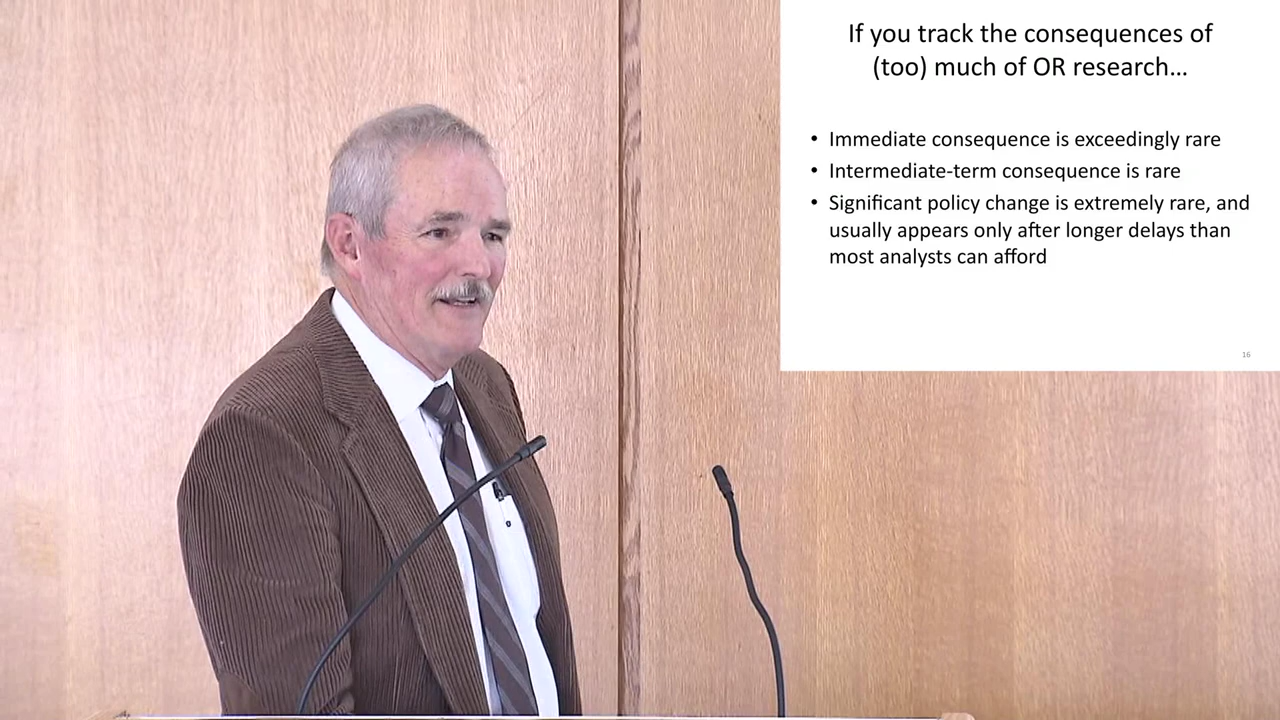 If you track the consequences of
(too) much of OR research...
• Immediate consequence is exceedingly rare
• Intermediate-term consequence is rare
• Significant policy change is extremely rare, and
usually appears only after longer delays than
most analysts can afford
16